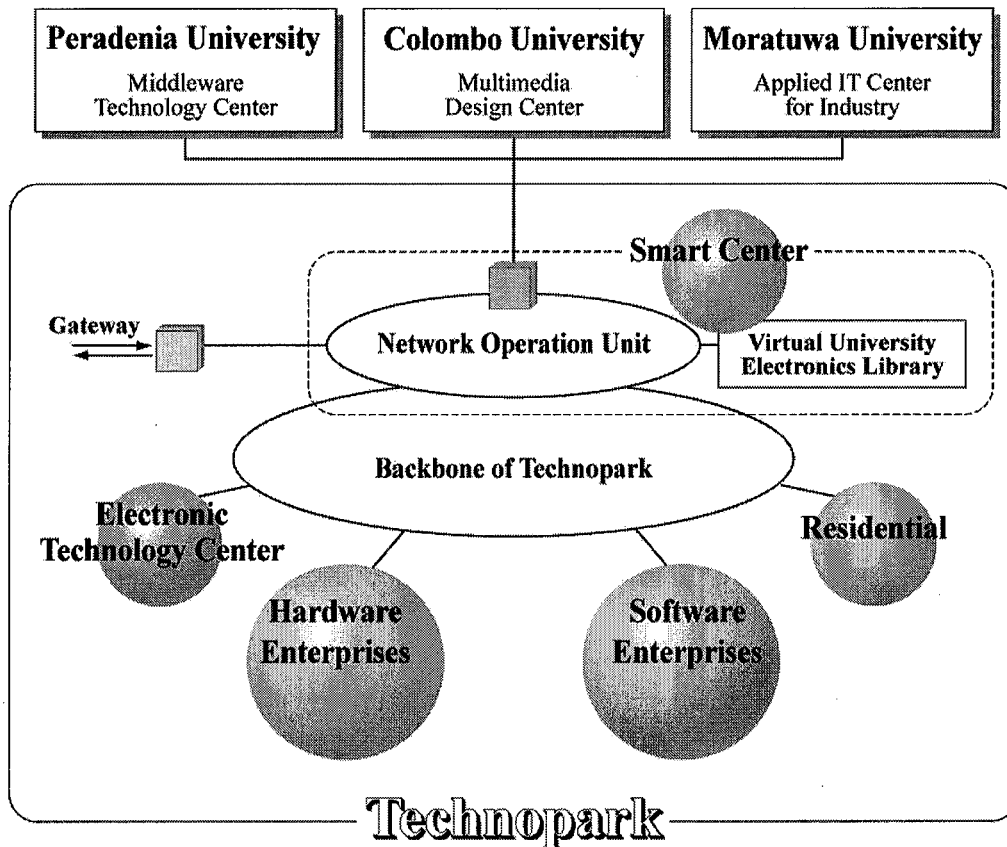 Peradenia University
Middleware
Technology Center
Colombo University
Multimedia
Design Center
Moratuwa University
Applied IT Center
for Industry
Smart Center
Gateway
Network Operation Unit
Virtual University
Electronics Library
Backbone of Technopark
Electronic
Technology Center
Residential
Hardware
Enterprises
Software
Enterprises
Technopark